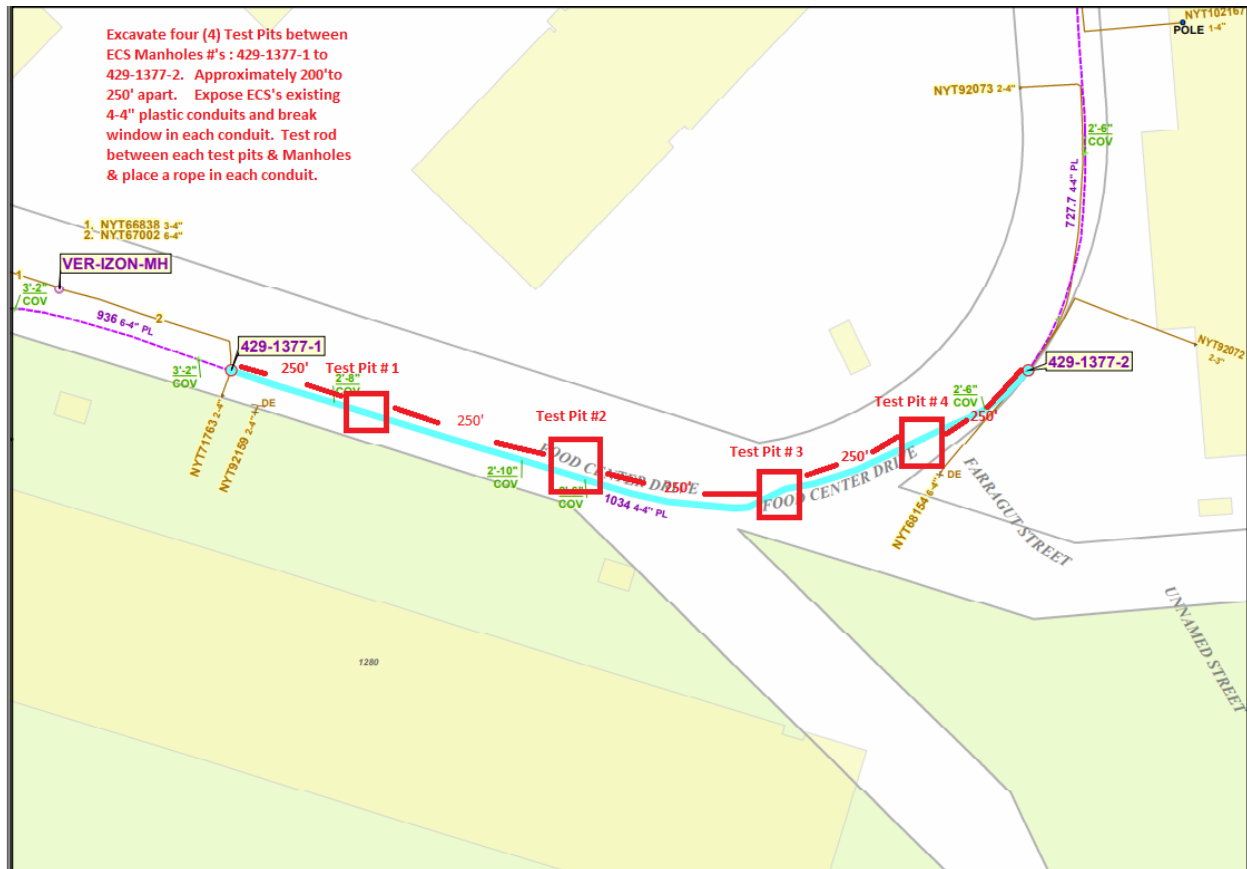 Excavate four (4) Test Pits between
ECS Manholes #'s : 429-1377-1 to
429-1377-2.   Approximately 200'to
250' apart.    Expose ECS's existing
4-4" plastic conduits and break
window in each conduit.  Test rod
between each test pits & Manholes
& place a rope in each conduit.
NYT102167 1-4"
POLE
NYT92073 2-4"
2'-6"
COV
727.7 4-4" PL
1. NYT66838 3-4"
2. NYT67002 6-4"
VER-IZON-MH
1
3'-2"
COV
936 6-4" PL
2
3'-2"
COV
429-1377-1
250'
Test Pit # 1
2'-8"
COV
NYT71763 2-4"
NYT92159 2-4"
DE
250'
Test Pit #2
2'-10"
COV
FOOD CENTER DRIVE
COV
250'
1034 4-4" PL
Test Pit # 3
250'
FOOD CENTER DRIVE
Test Pit # 4
2'-6"
COV
250'
429-1377-2
NYT92072
2-3"
DE
NYT68154 6-4"
FARRAGUT STREET
UNNAMED STREET
1280